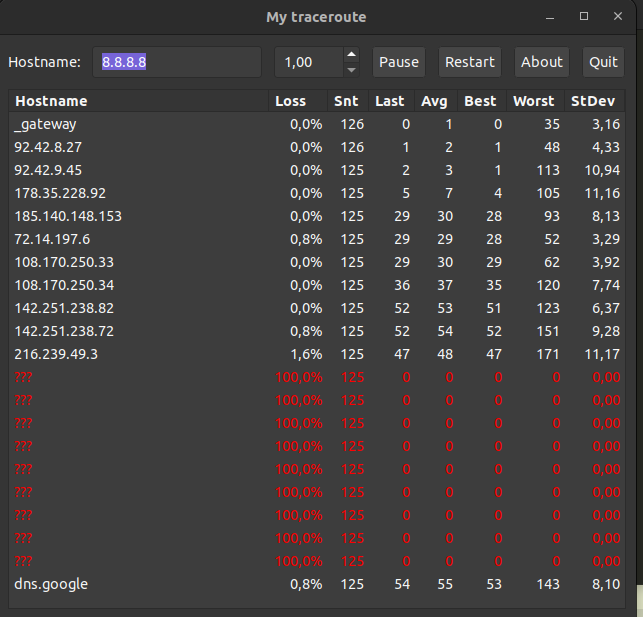 My traceroute
Hostname: 8.8.8.8 1,00 Pause Restart About Quit
Hostname Loss Snt Last Avg Best Worst StDev
_gateway 0,0% 126 0 1 0 35 3,16
92.42.8.27 0,0% 126 1 2 1 48 4,33
92.42.9.45 0,0% 125 2 3 1 113 10,94
178.35.228.92 0,0% 125 5 7 4 105 11,16
185.140.148.153 0,0% 125 29 30 28 93 8,13
72.14.197.6 0,8% 125 29 29 28 52 3,29
108.170.250.33 0,0% 125 29 30 29 62 3,92
108.170.250.34 0,0% 125 36 37 35 120 7,74
142.251.238.82 0,0% 125 52 53 51 123 6,37
142.251.238.72 0,8% 125 52 54 52 151 9,28
216.239.49.3 1,6% 125 47 48 47 171 11,17
??? 100,0% 125 0 0 0 0 0,00
??? 100,0% 125 0 0 0 0 0,00
??? 100,0% 125 0 0 0 0 0,00
??? 100,0% 125 0 0 0 0 0,00
??? 100,0% 125 0 0 0 0 0,00
??? 100,0% 125 0 0 0 0 0,00
??? 100,0% 125 0 0 0 0 0,00
??? 100,0% 125 0 0 0 0 0,00
??? 100,0% 125 0 0 0 0 0,00
dns.google 0,8% 125 54 55 53 143 8,10